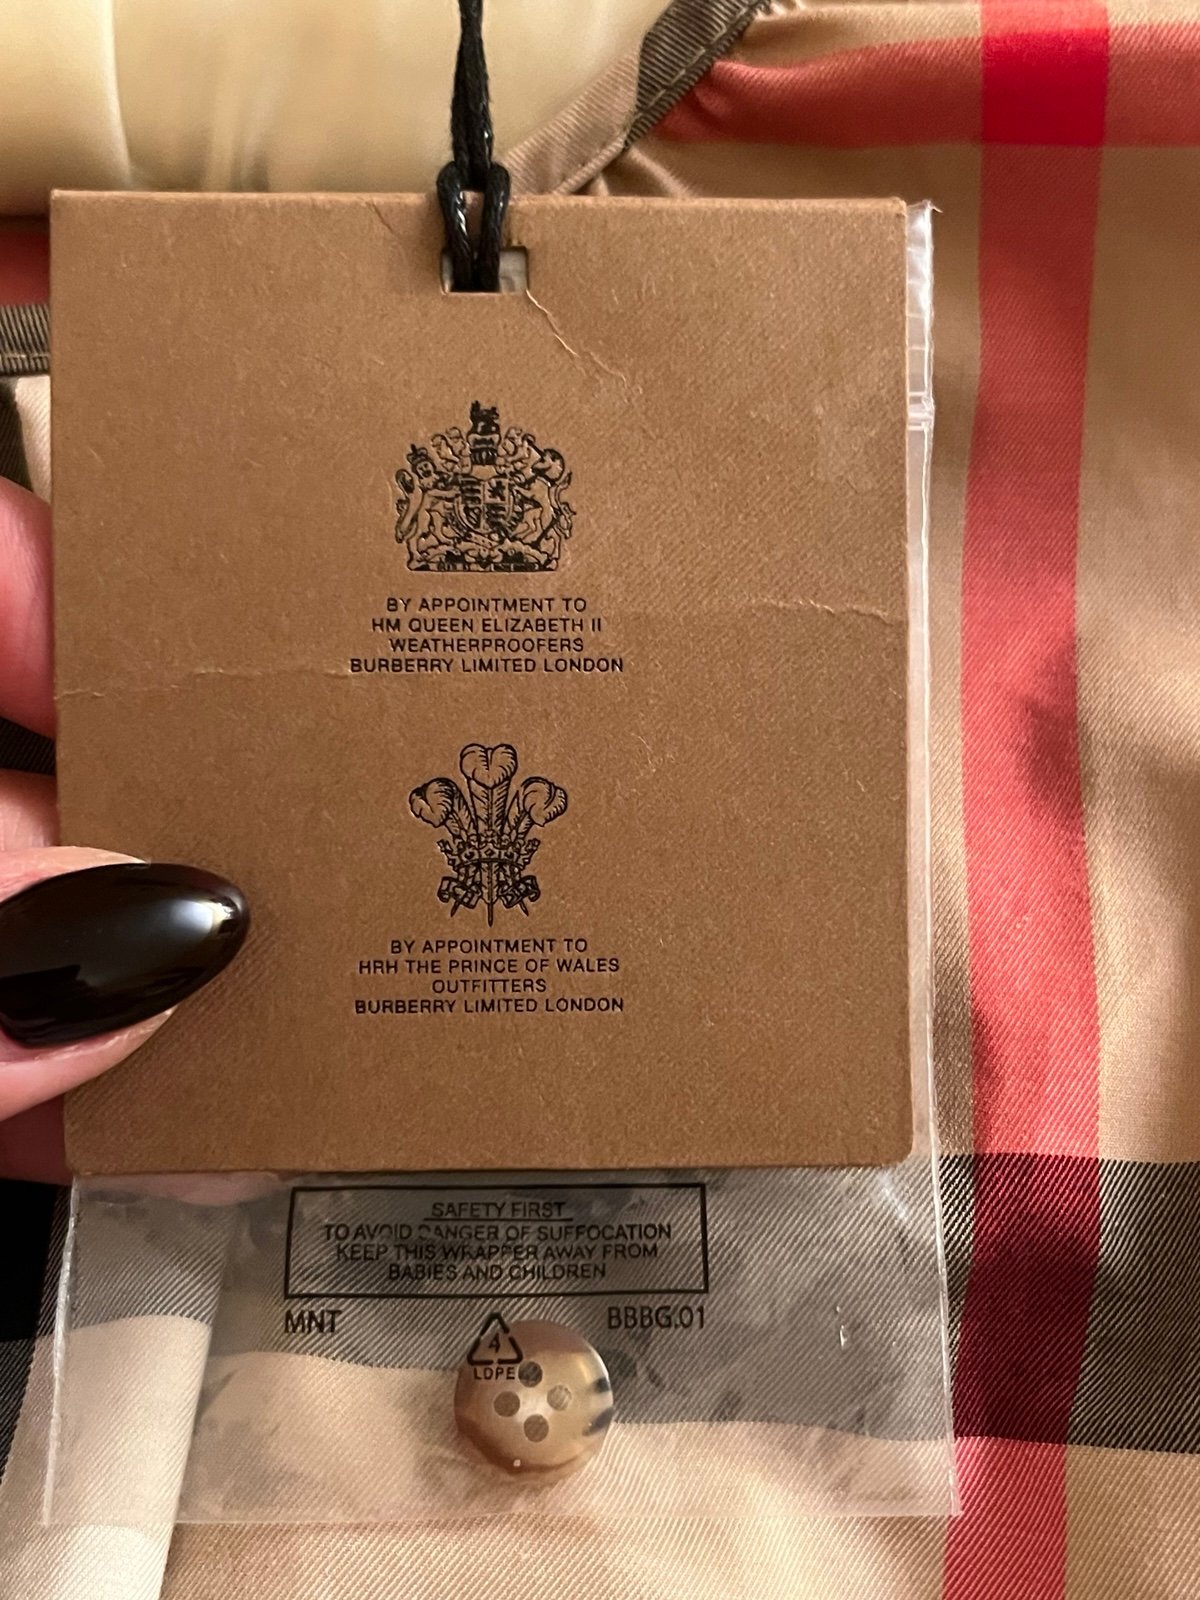 BY APPOINTMENT TO
HM QUEEN ELIZABETH II
WEATHERPROOFERS
BURBERRY LIMITED LONDON
BY APPOINTMENT TO
HRH THE PRINCE OF WALES
OUTFITTERS
BURBERRY LIMITED LONDON
SAFETY FIRST
TO AVOID DANGER OF SUFFOCATION
KEEP THIS WRAPPER AWAY FROM
BABIES AND CHILDREN
MNT BBBG.01
4
LDPE